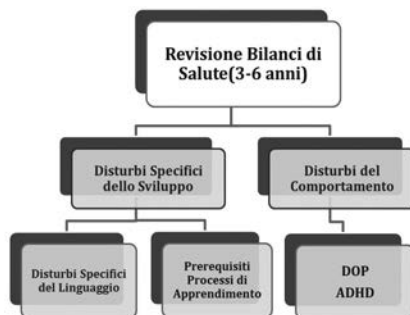 Revisione Bilanci di
Salute(3-6 anni)
Disturbi Specifici
dello Sviluppo
Disturbi del
Comportamento
Disturbi Specifici
del Linguaggio
Prerequisiti
Processi di
Apprendimento
DOP
ADHD